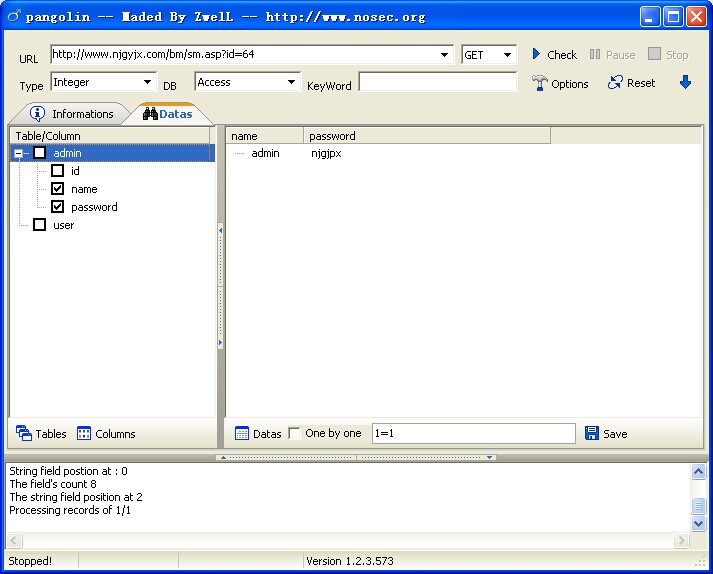 pangolin -- Maded By ZwelL -- http://www.nosec.org
URL http://www.njgyjx.com/bm/sm.asp?id=64 GET Check Pause Stop
Type Integer DB Access KeyWord Options Reset
Informations Datas
Table/Column name password
admin admin njgjpx
id
name
password
user
Tables Columns Datas One by one 1=1 Save
String field postion at : 0
The field's count 8
The string field position at 2
Processing records of 1/1
Stopped! Version 1.2.3.573